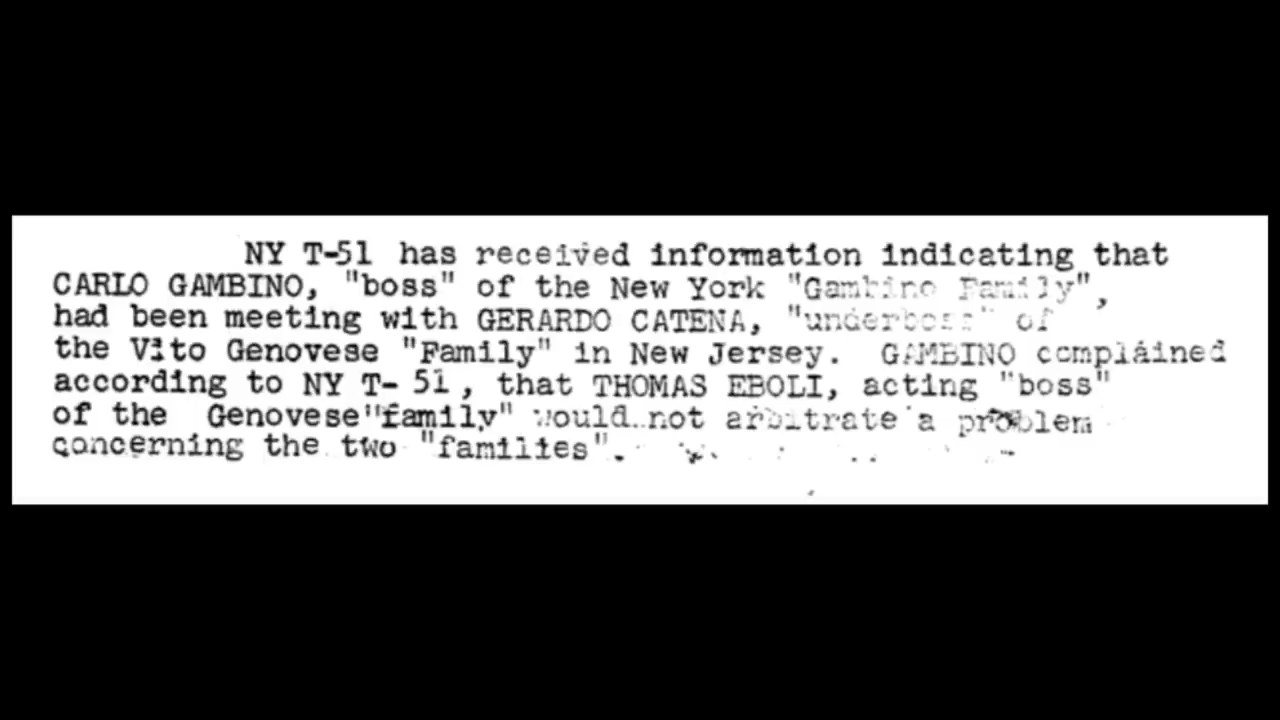 NY T-51 has received information indicating that
CARLO GAMBINO, "boss" of the New York "Gambino Family",
had been meeting with GERARDO CATENA, "underboss" of
the Vito Genovese "Family" in New Jersey. GAMBINO complained
according to NY T- 51, that THOMAS EBOLI, acting "boss"
of the Genovese "family" would not arbitrate a problem
concerning the two "families".